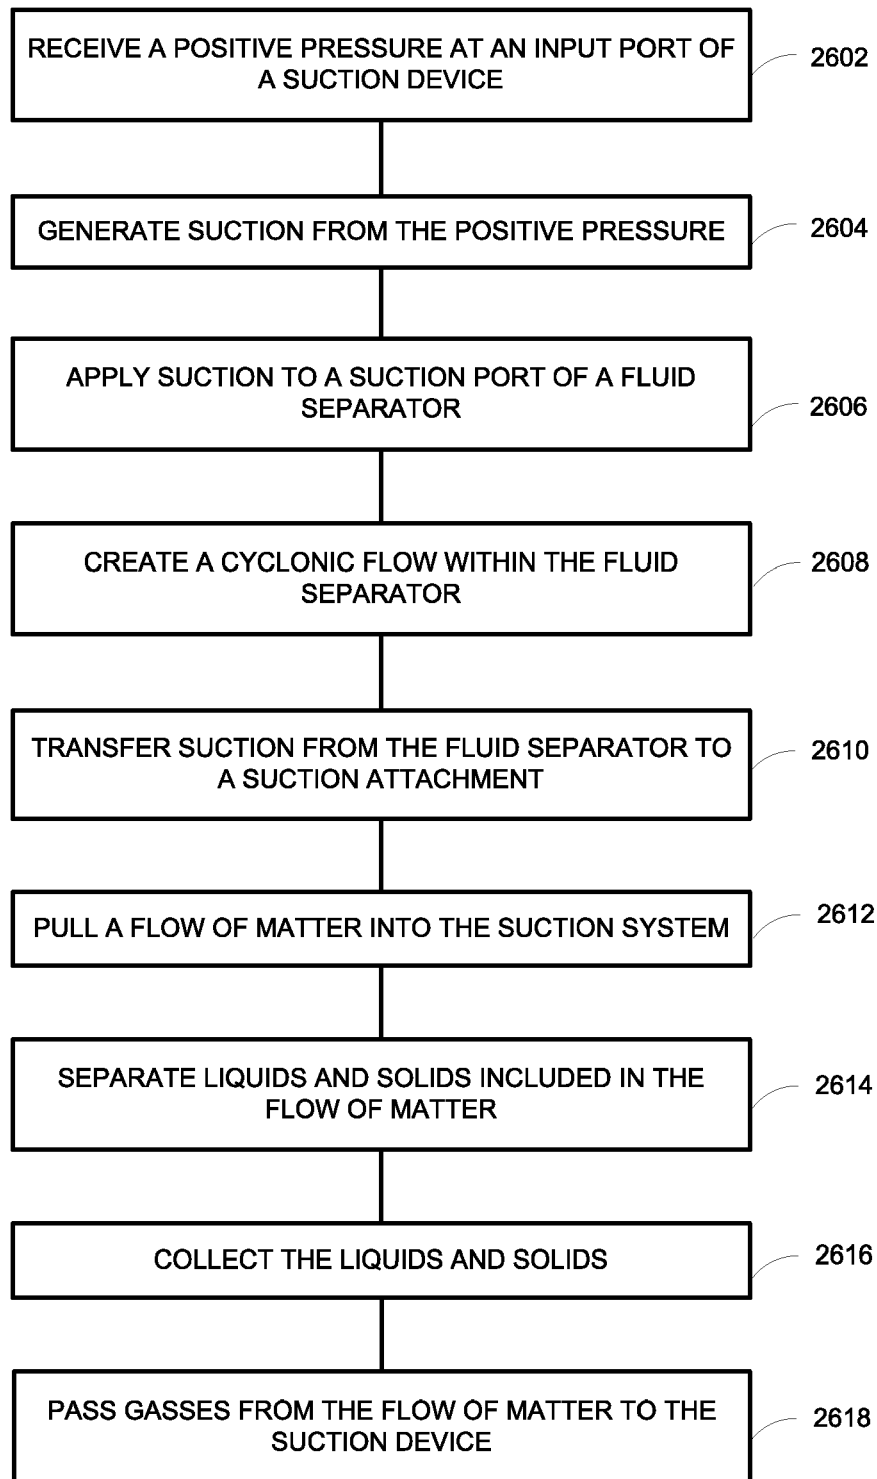 RECEIVE A POSITIVE PRESSURE AT AN INPUT PORT OF
A SUCTION DEVICE
2602
GENERATE SUCTION FROM THE POSITIVE PRESSURE
2604
APPLY SUCTION TO A SUCTION PORT OF A FLUID
SEPARATOR
2606
CREATE A CYCLONIC FLOW WITHIN THE FLUID
SEPARATOR
2608
TRANSFER SUCTION FROM THE FLUID SEPARATOR TO
A SUCTION ATTACHMENT
2610
PULL A FLOW OF MATTER INTO THE SUCTION SYSTEM
2612
SEPARATE LIQUIDS AND SOLIDS INCLUDED IN THE
FLOW OF MATTER
2614
COLLECT THE LIQUIDS AND SOLIDS
2616
PASS GASSES FROM THE FLOW OF MATTER TO THE
SUCTION DEVICE
2618